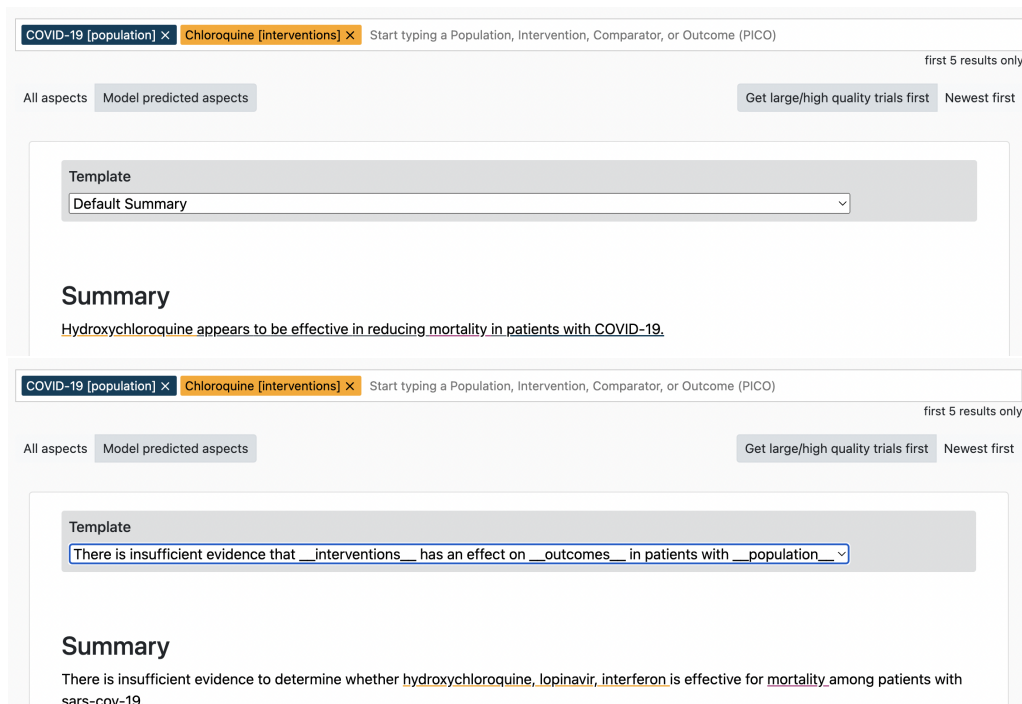 COVID-19 [population] × Chloroquine [interventions] × Start typing a Population, Intervention, Comparator, or Outcome (PICO)
first 5 results only
All aspects Model predicted aspects Get large/high quality trials first Newest first
Template
Default Summary
Summary
Hydroxychloroquine appears to be effective in reducing mortality in patients with COVID-19.
COVID-19 [population] × Chloroquine [interventions] × Start typing a Population, Intervention, Comparator, or Outcome (PICO)
first 5 results only
All aspects Model predicted aspects Get large/high quality trials first Newest first
Template
There is insufficient evidence that __interventions__ has an effect on __outcomes__ in patients with __population__
Summary
There is insufficient evidence to determine whether hydroxychloroquine, lopinavir, interferon is effective for mortality among patients with
sars-cov-19.